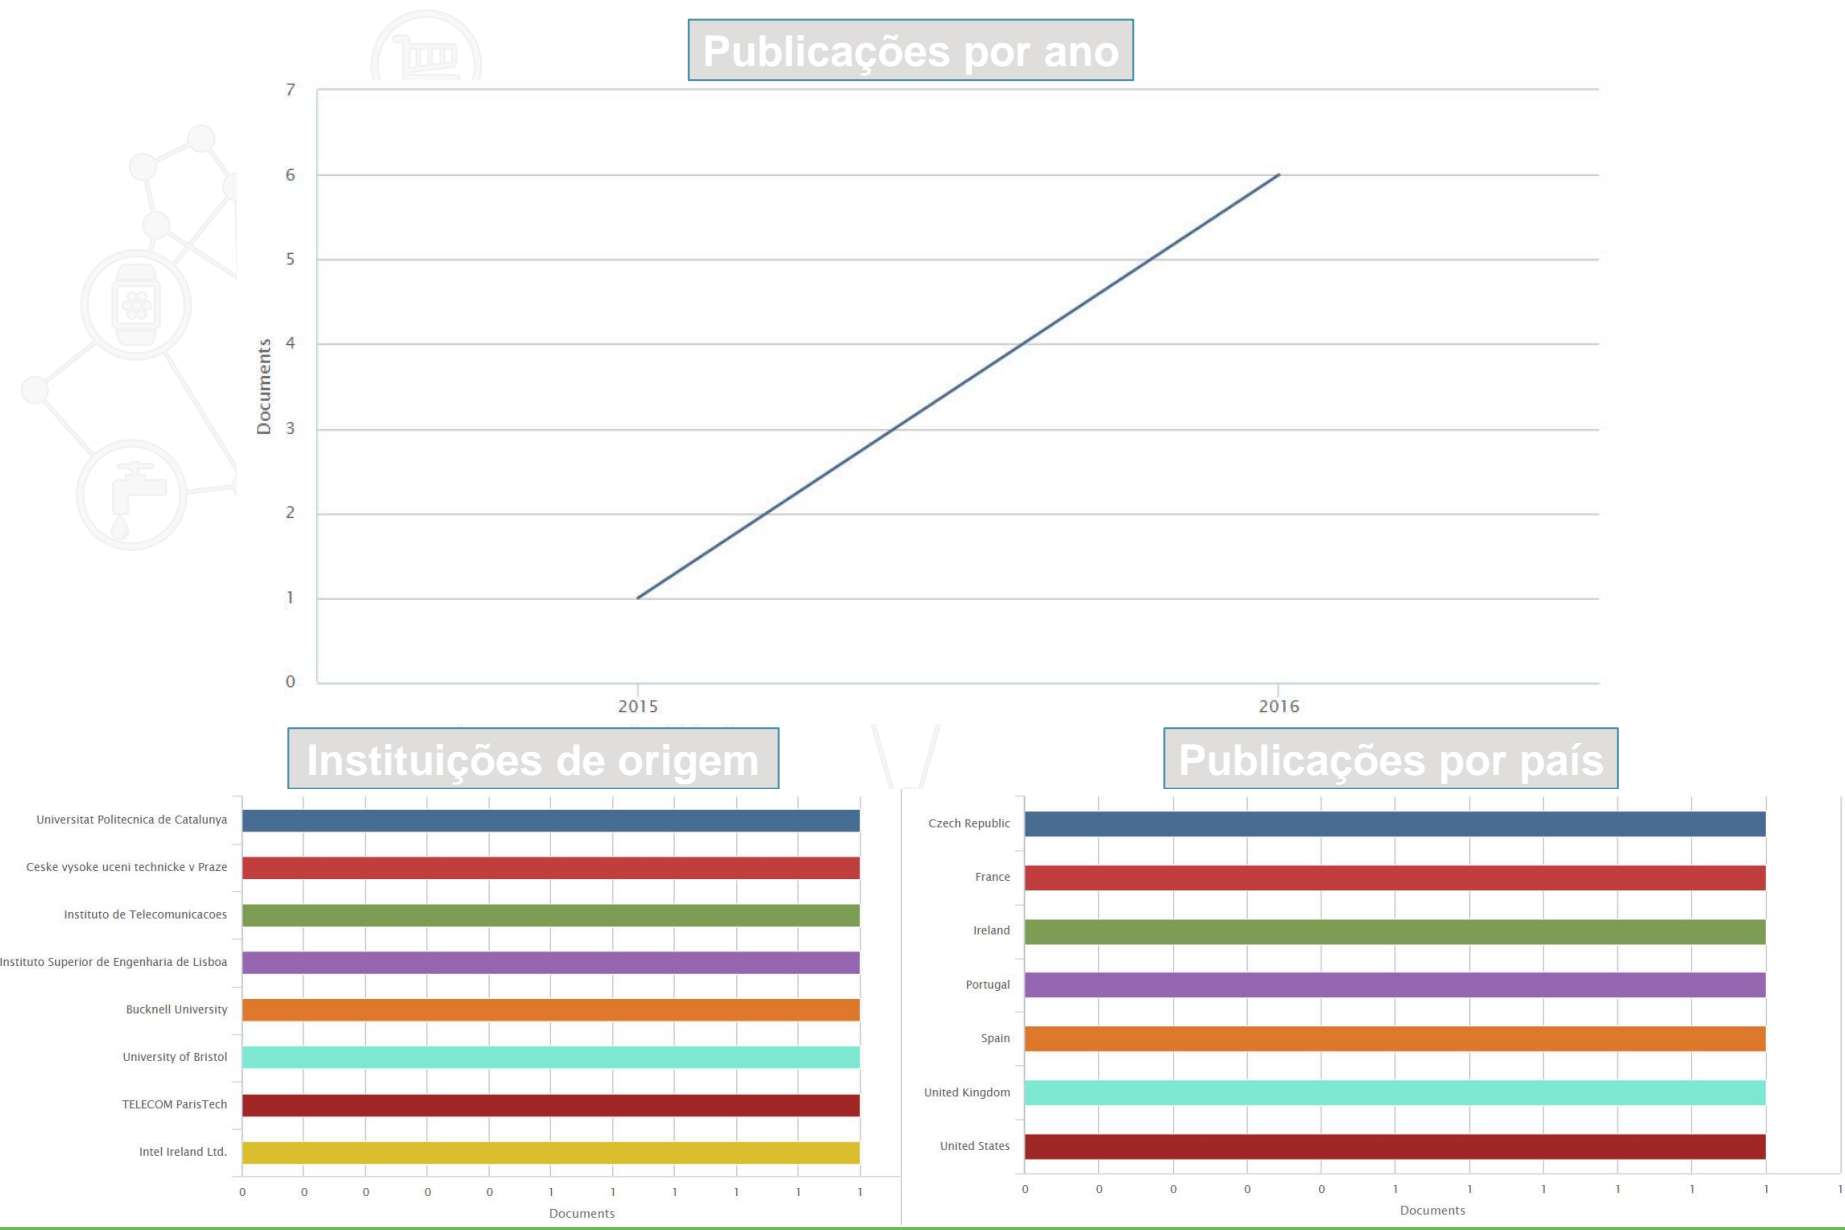 Publicações por ano
7
6
5
4
3
2
1
0
Documents
2015
2016
Instituições de origem
Universitat Politecnica de Catalunya
Ceske vysoke uceni technicke v Praze
Instituto de Telecomunicacoes
Instituto Superior de Engenharia de Lisboa
Bucknell University
University of Bristol
TELECOM ParisTech
Intel Ireland Ltd.
0 0 0 0 0 1 1 1 1 1 1
Documents
Publicações por país
Czech Republic
France
Ireland
Portugal
Spain
United Kingdom
United States
0 0 0 0 0 1 1 1 1 1 1 1
Documents